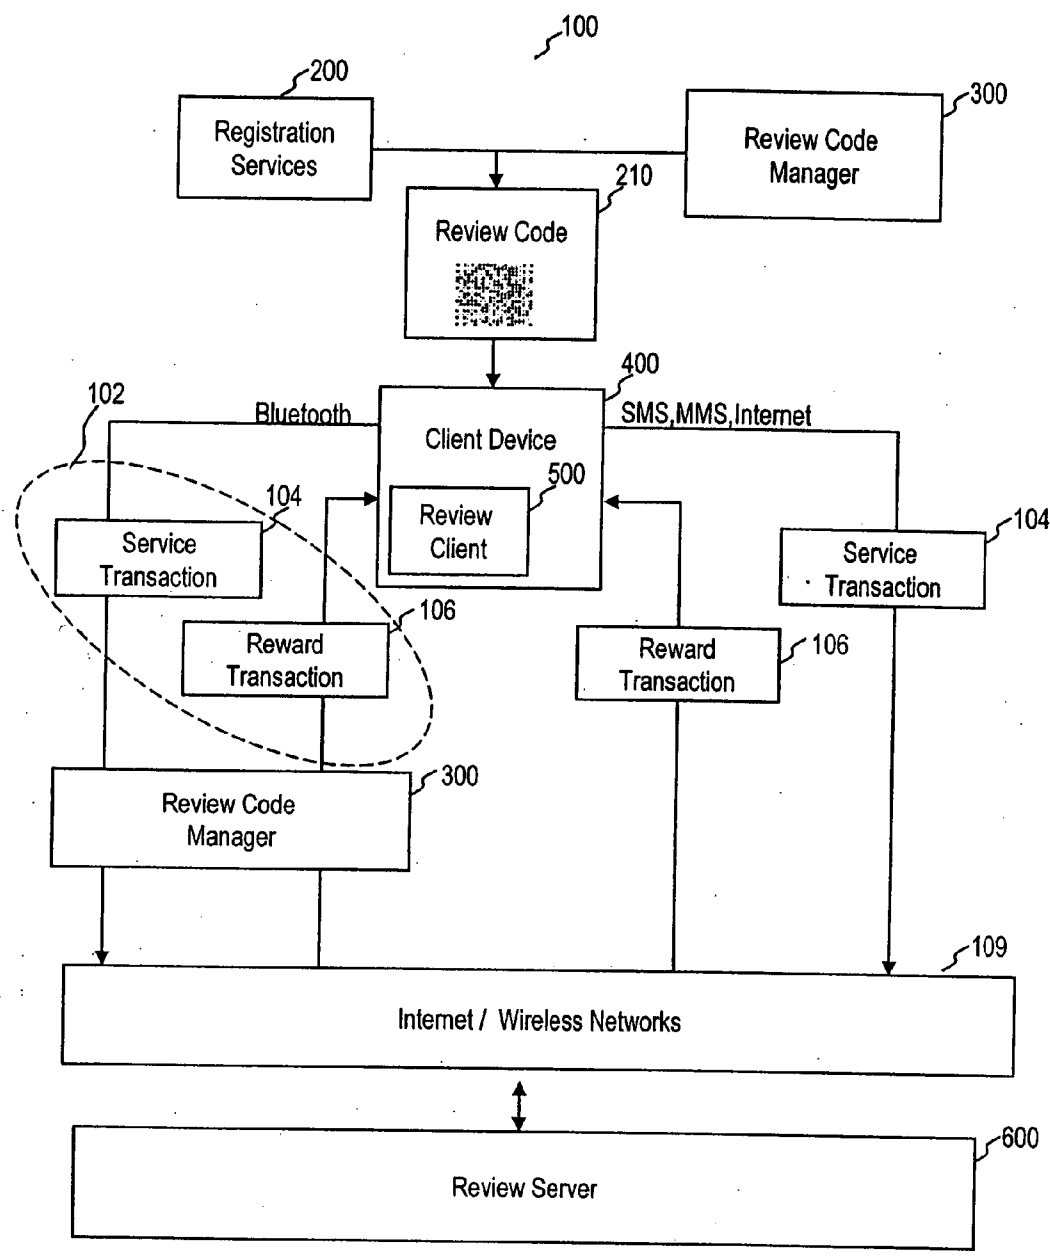 100
200
Registration
Services
300
Review Code
Manager
210
Review Code
400
102
Bluetooth
SMS,MMS,Internet
Client Device
500
Review
Client
104
Service
Transaction
104
Service
Transaction
106
Reward
Transaction
106
Reward
Transaction
300
Review Code
Manager
109
Internet / Wireless Networks
600
Review Server